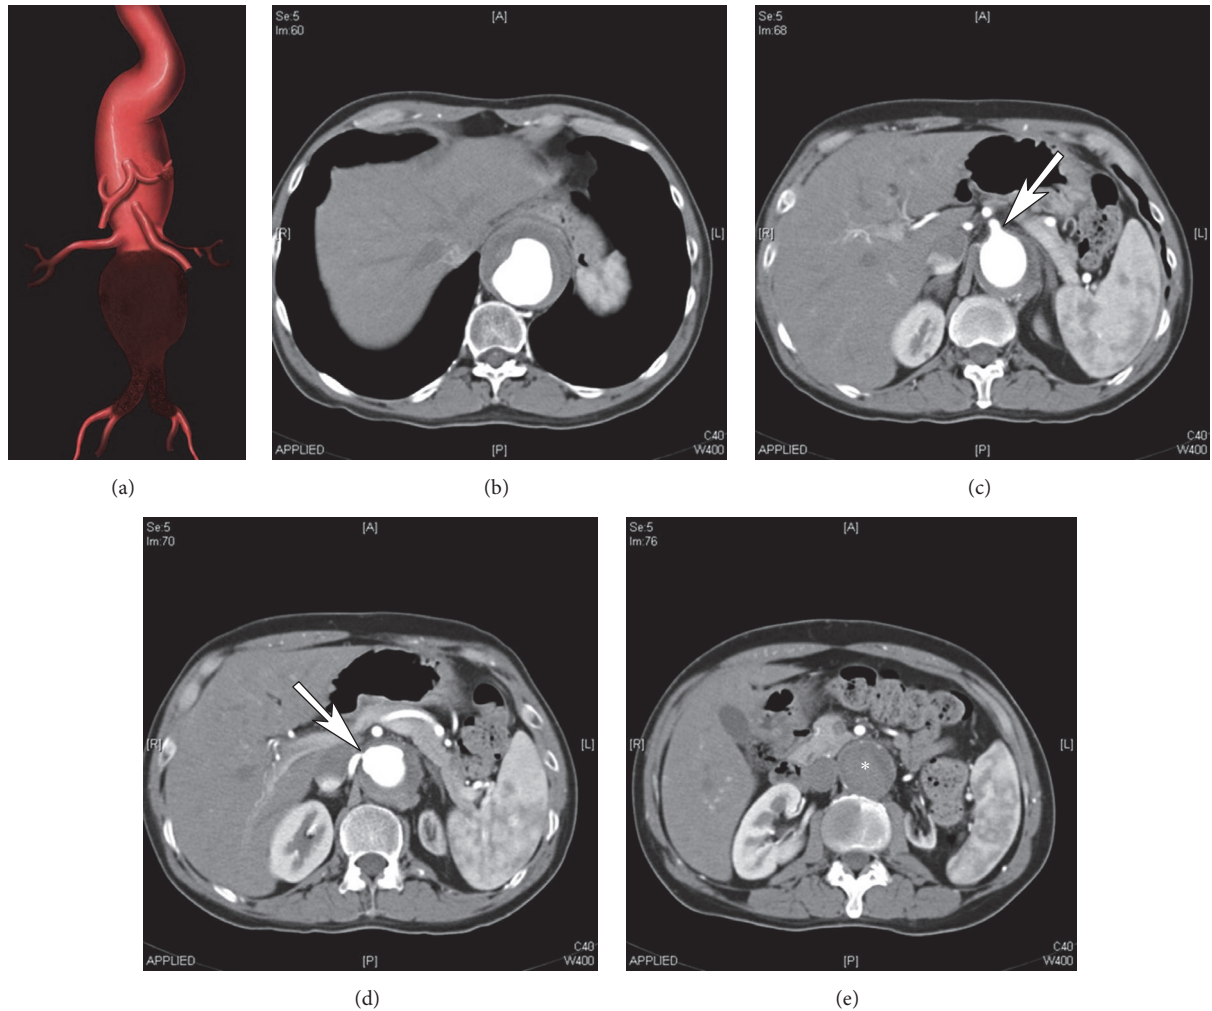 Se:5
Im:60
[A]
[R]
[L]
APPLIED
[P]
C40
W400
Se:5
Im:68
[A]
[R]
[L]
APPLIED
[P]
C40
W400
(a)
(b)
(c)
Se:5
Im:70
[A]
[R]
[L]
APPLIED
[P]
C40
W400
Se:5
Im:76
[A]
[R]
*
[L]
APPLIED
[P]
C40
W400
(d)
(e)